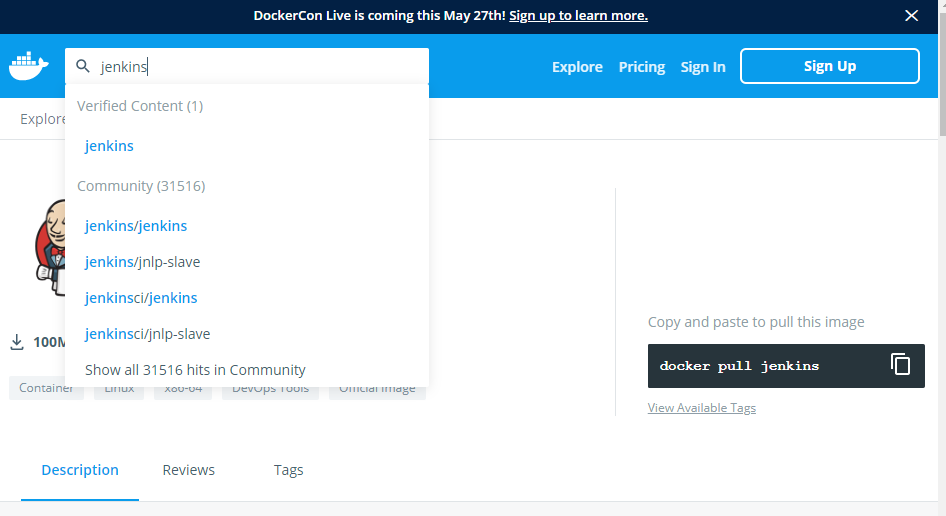 DockerCon Live is coming this May 27th! Sign up to learn more.
jenkins
Explore Pricing Sign In Sign Up
Verified Content (1)
Explore
jenkins
Community (31516)
jenkins/jenkins
jenkins/jnlp-slave
jenkinsci/jenkins
jenkinsci/jnlp-slave
Show all 31516 hits in Community
100M
Container Linux x86-64 DevOps Tools Official Image
Copy and paste to pull this image
docker pull jenkins
View Available Tags
Description Reviews Tags